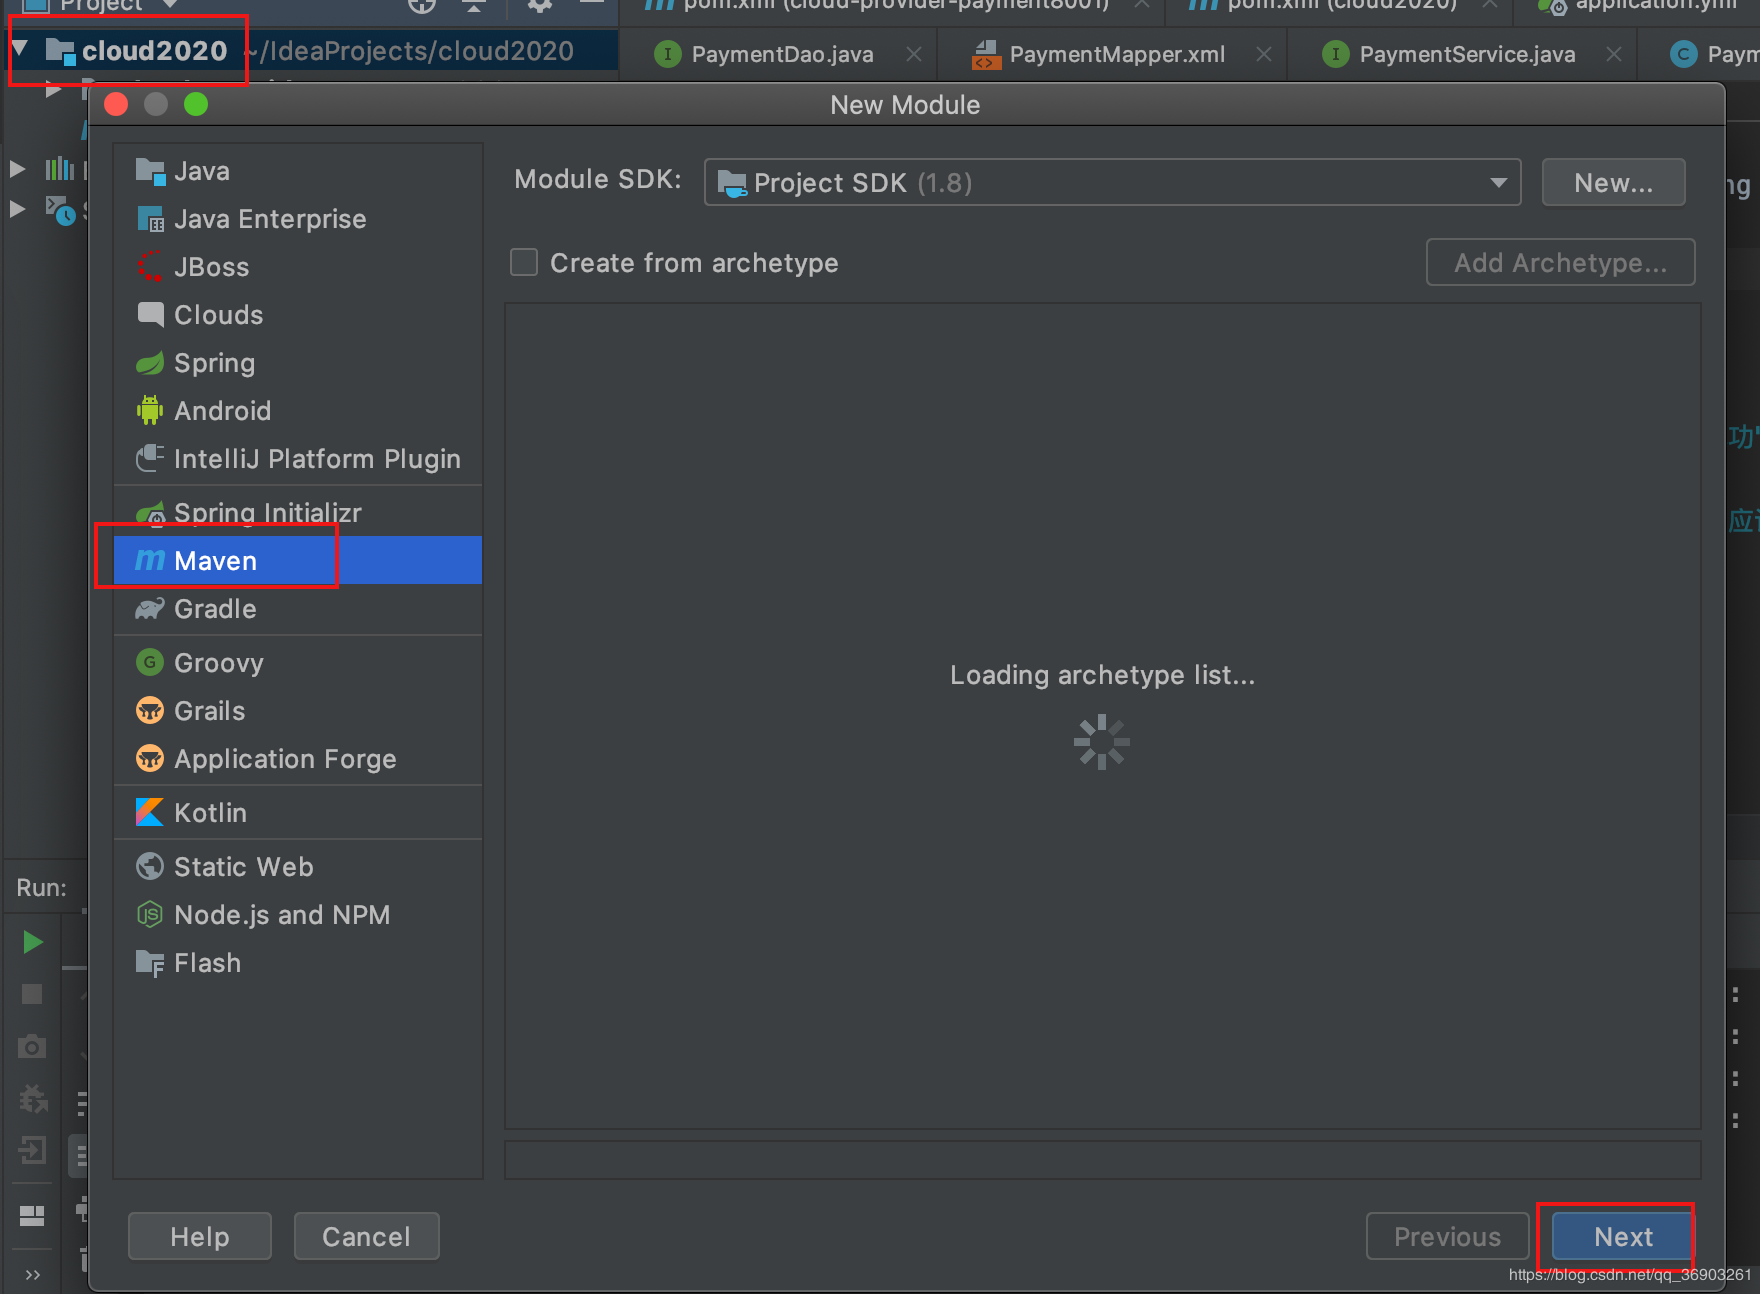 Project
pom.xml (cloud-provider-payment8001)
pom.xml (cloud2020)
application.yml
cloud2020 ~/IdeaProjects/cloud2020
PaymentDao.java
PaymentMapper.xml
PaymentService.java
New Module
Java
Java Enterprise
JBoss
Clouds
Spring
Android
IntelliJ Platform Plugin
Spring Initializr
Maven
Gradle
Groovy
Grails
Application Forge
Kotlin
Static Web
Node.js and NPM
Flash
Module SDK:
Project SDK (1.8)
New...
Create from archetype
Add Archetype...
Loading archetype list...
功"
Run:
Help
Cancel
Previous
Next
https://blog.csdn.net/qq_36903261